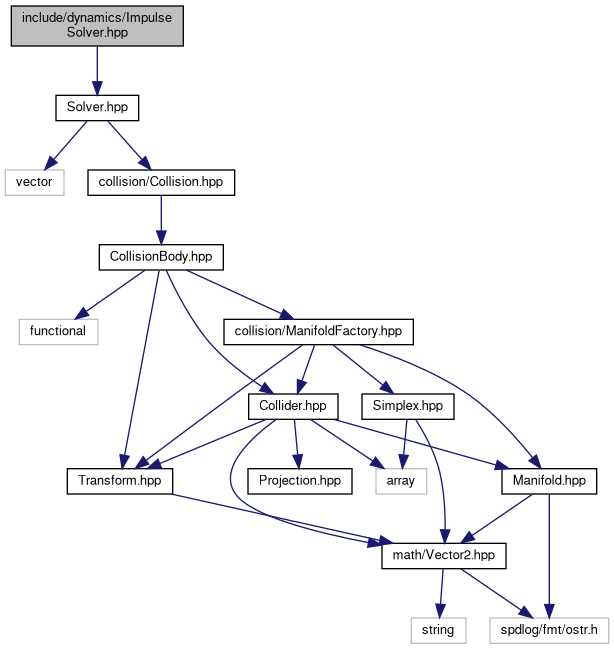 include/dynamics/Impulse
Solver.hpp
Solver.hpp
vector
collision/Collision.hpp
CollisionBody.hpp
functional
collision/ManifoldFactory.hpp
Collider.hpp
Simplex.hpp
Transform.hpp
Projection.hpp
array
Manifold.hpp
math/Vector2.hpp
string
spdlog/fmt/ostr.h